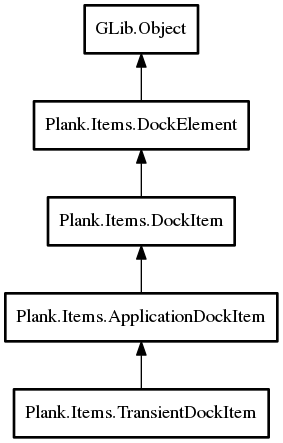 GLib.Object
Plank.Items.DockElement
Plank.Items.DockItem
Plank.Items.ApplicationDockItem
Plank.Items.TransientDockItem